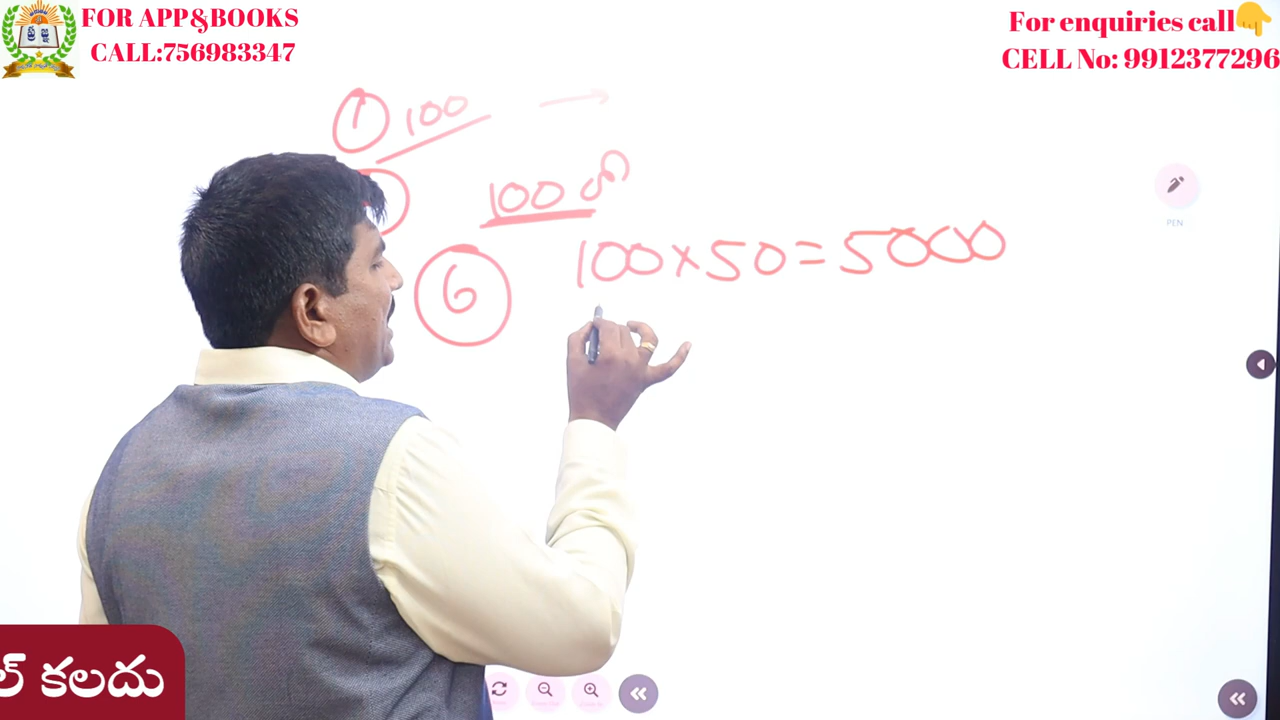 FOR APP&BOOKS
CALL:756983347
For enquiries call👇
CELL No: 9912377296
1 100 →
100
6 100×50=5000
PEN
ల్ కలదు